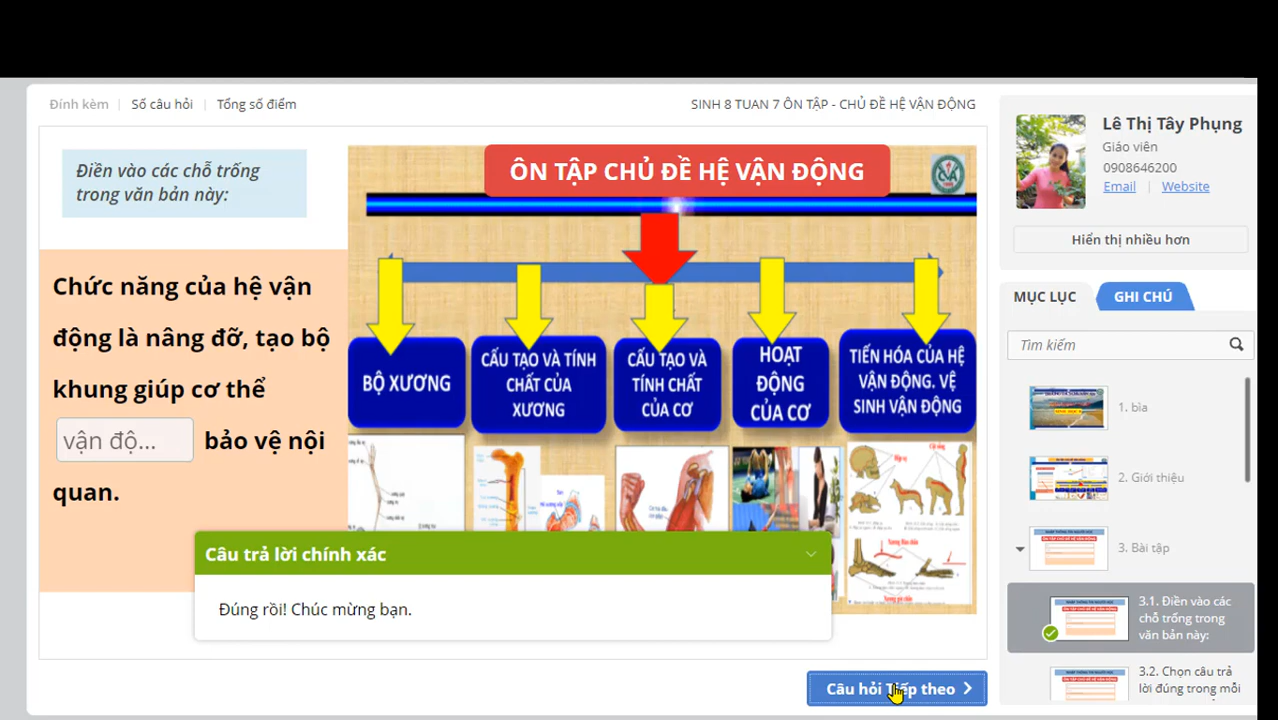 Đính kèm
Số câu hỏi
Tổng số điểm
SINH 8 TUAN 7 ÔN TẬP - CHỦ ĐỀ HỆ VẬN ĐỘNG
Điền vào các chỗ trống
trong văn bản này:
Chức năng của hệ vận
động là nâng đỡ, tạo bộ
khung giúp cơ thể
vận độ... bảo vệ nội
quan.
ÔN TẬP CHỦ ĐỀ HỆ VẬN ĐỘNG
BỘ XƯƠNG
CẤU TẠO VÀ TÍNH
CHẤT CỦA
XƯƠNG
CẤU TẠO VÀ
TÍNH CHẤT
CỦA CƠ
HOẠT
ĐỘNG
CỦA CƠ
TIẾN HÓA CỦA HỆ
VẬN ĐỘNG. VỆ
SINH VẬN ĐỘNG
Câu trả lời chính xác
Đúng rồi! Chúc mừng bạn.
Câu hỏi Tiếp theo
Lê Thị Tây Phụng
Giáo viên
0908646200
Email
Website
Hiển thị nhiều hơn
MỤC LỤC
GHI CHÚ
Tìm kiếm
1. bìa
2. Giới thiệu
3. Bài tập
3.1. Điền vào các
chỗ trống trong
văn bản này:
3.2. Chọn câu trả
lời đúng trong mỗi